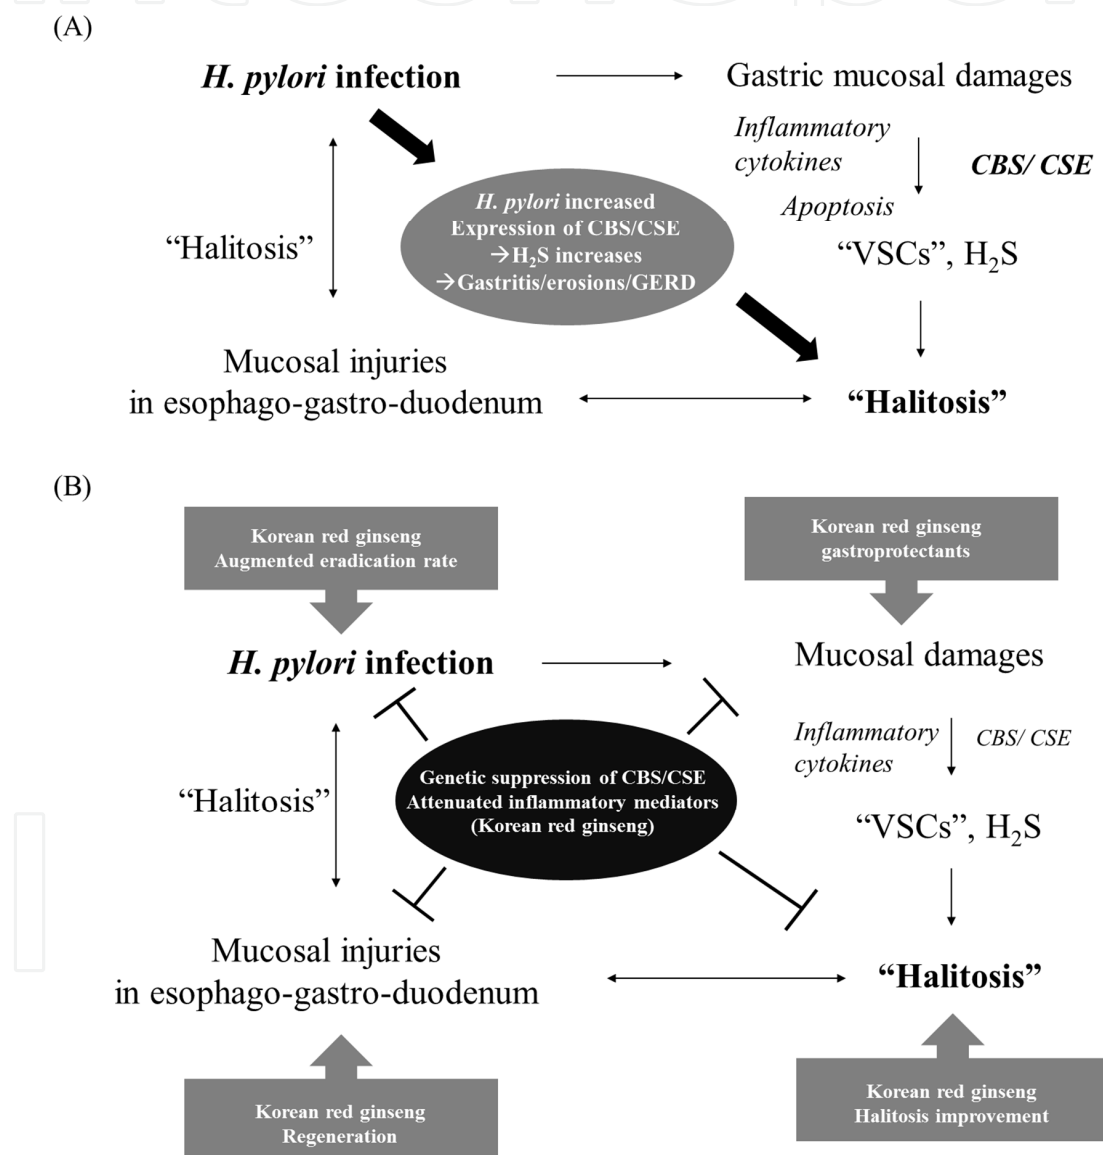 (A)
H. pylori infection
Gastric mucosal damages
Inflammatory
cytokines
CBS/ CSE
Apoptosis
H. pylori increased
Expression of CBS/CSE
→H₂S increases
→Gastritis/erosions/GERD
“Halitosis”
“VSCs”, H₂S
Mucosal injuries
in esophago-gastro-duodenum
“Halitosis”
(B)
Korean red ginseng
Augmented eradication rate
Korean red ginseng
gastroprotectants
H. pylori infection
Mucosal damages
Inflammatory
cytokines
CBS/ CSE
Genetic suppression of CBS/CSE
Attenuated inflammatory mediators
(Korean red ginseng)
“Halitosis”
“VSCs”, H₂S
Mucosal injuries
in esophago-gastro-duodenum
“Halitosis”
Korean red ginseng
Regeneration
Korean red ginseng
Halitosis improvement